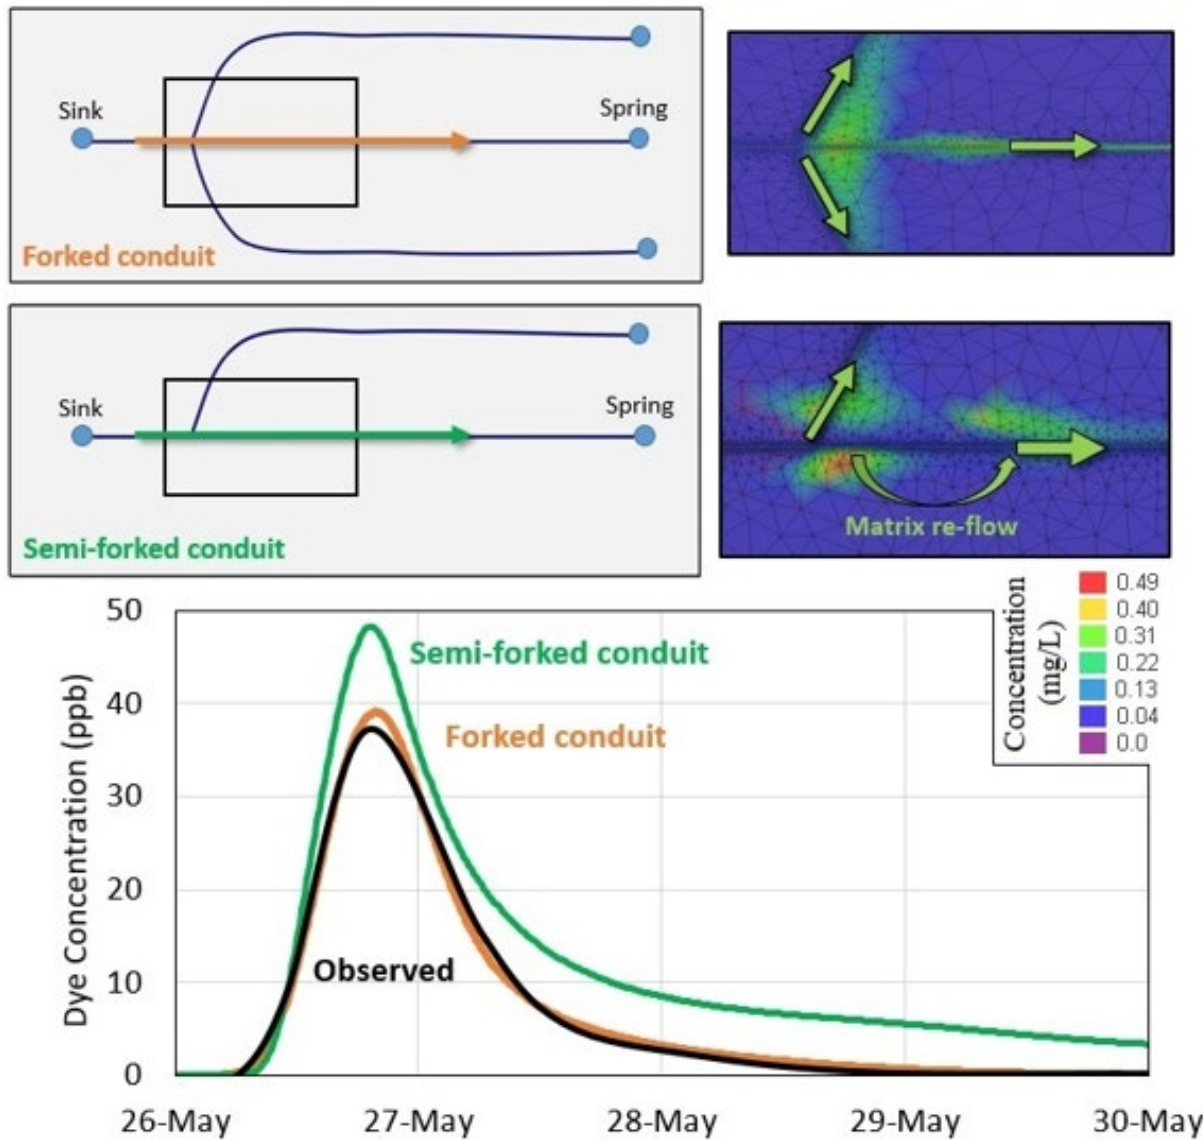 Sink
Spring
Forked conduit
Sink
Spring
Semi-forked conduit
Matrix re-flow
Concentration
(mg/L)
0.49
0.40
0.31
0.22
0.13
0.04
0.0
Dye Concentration (ppb)
50
40
30
20
10
0
Semi-forked conduit
Forked conduit
Observed
26-May 27-May 28-May 29-May 30-May